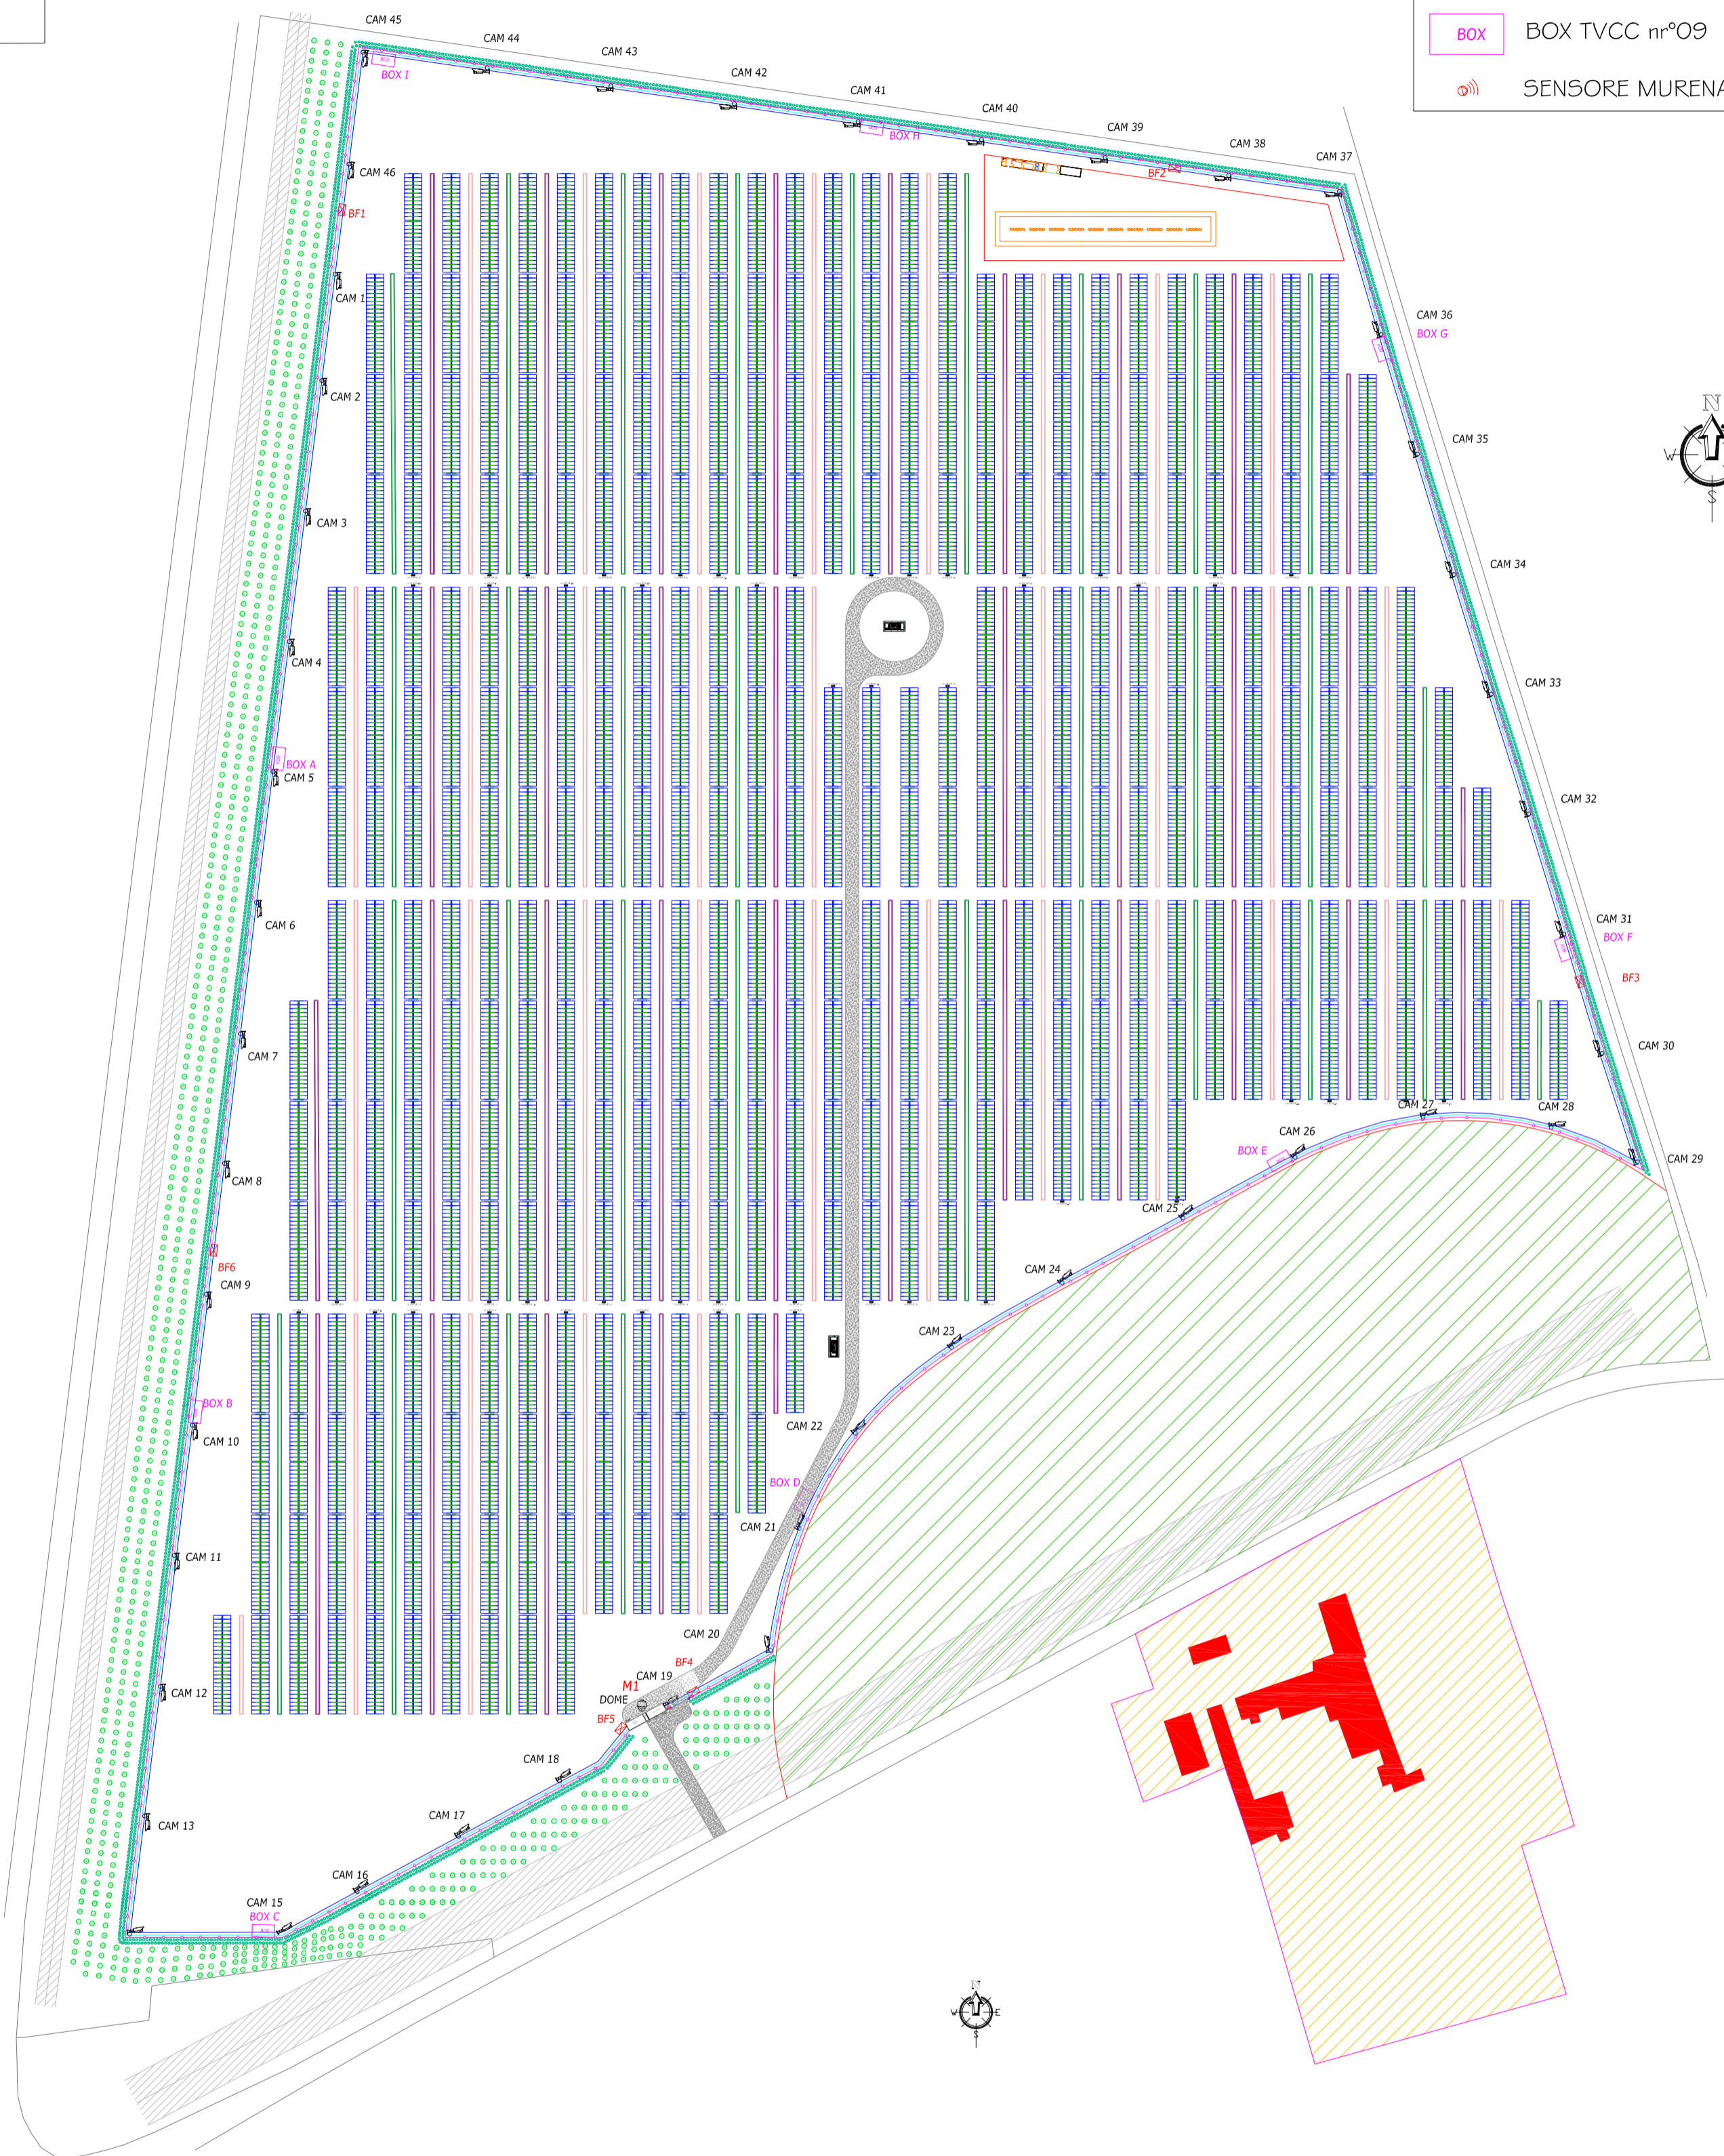 CAM 45
CAM 44
CAM 43
CAM 42
CAM 41
CAM 40
CAM 39
CAM 38
CAM 37
BOX
BOX TVCC nr°09
SENSORE MURENA
BOX I
BOX H
BF2
CAM 46
BF1
CAM 1
CAM 2
CAM 3
CAM 4
BOX A
CAM 5
CAM 6
CAM 7
CAM 8
BF6
CAM 9
BOX B
CAM 10
CAM 11
CAM 12
CAM 13
CAM 36
BOX G
CAM 35
CAM 34
CAM 33
CAM 32
CAM 31
BOX F
BF3
CAM 30
CAM 29
CAM 28
CAM 27
CAM 26
BOX E
CAM 25
CAM 24
CAM 23
CAM 22
BOX D
CAM 21
CAM 20
BF4
CAM 19
M1
DOME
BF5
CAM 18
CAM 17
CAM 16
CAM 15
BOX C
N
W
S
N
W
E
S